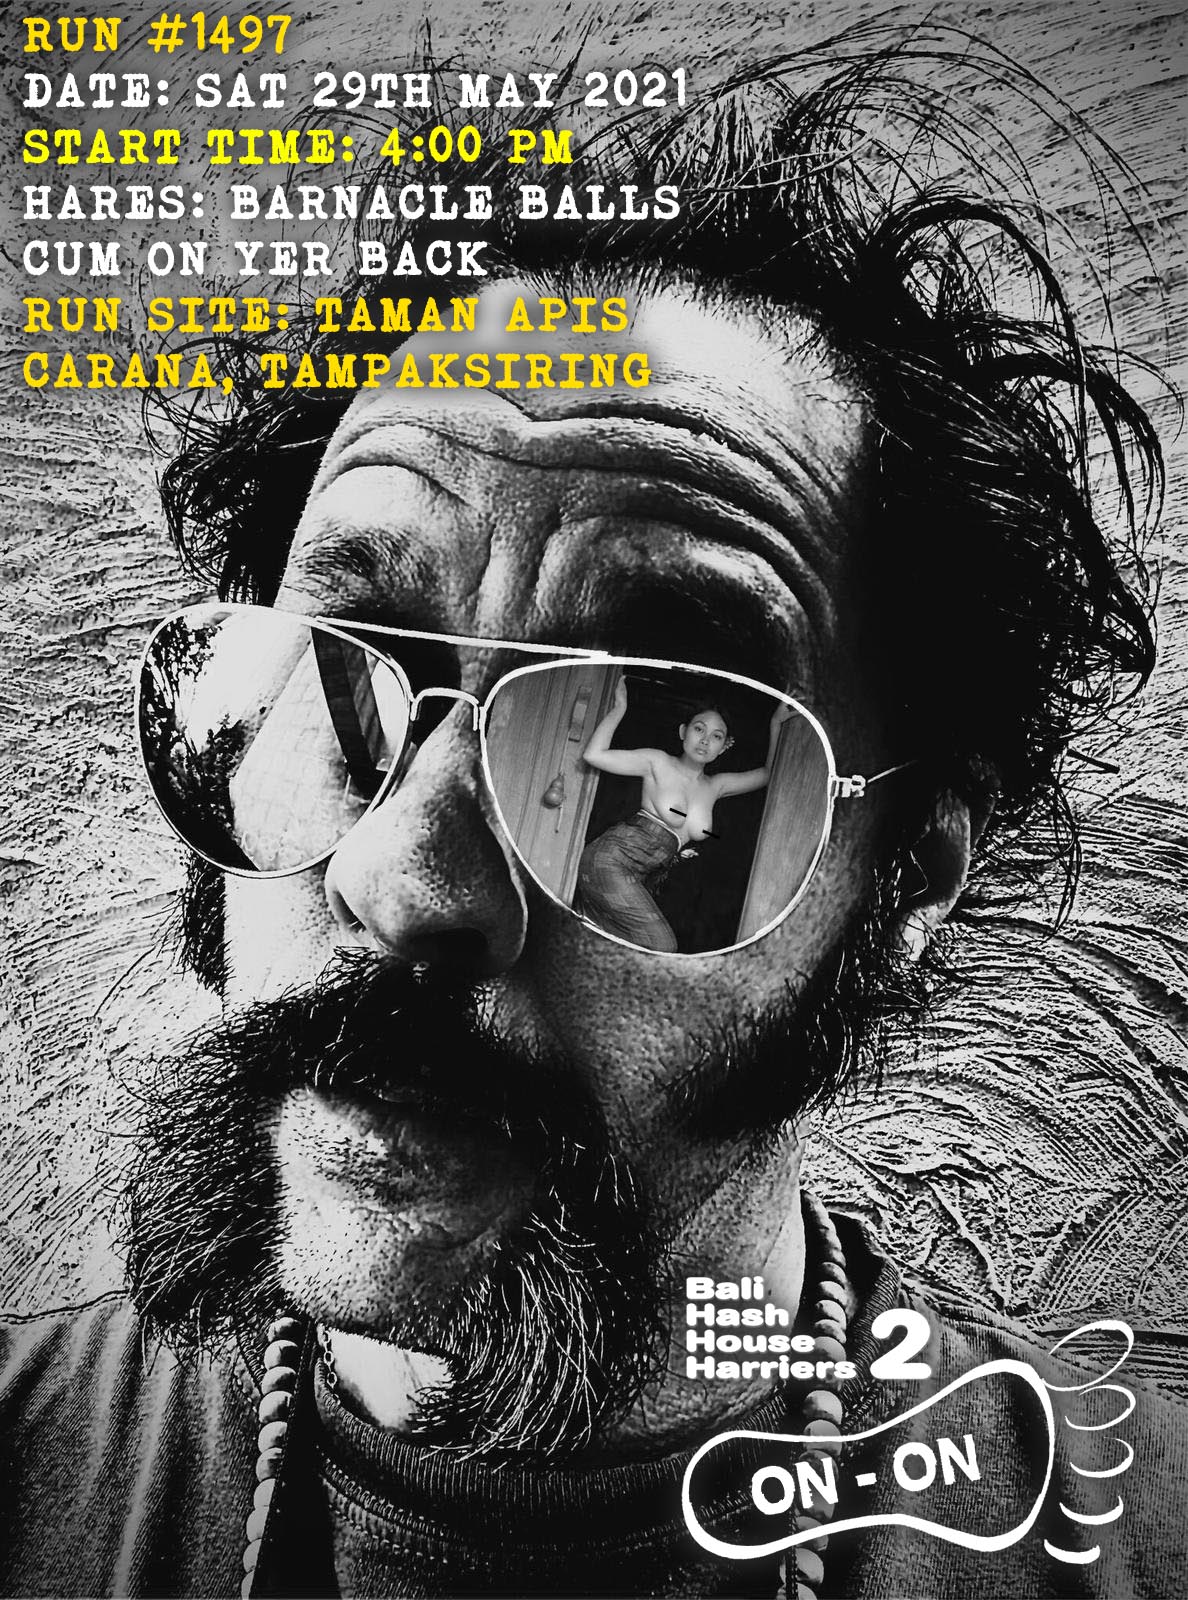 RUN #1497
DATE: SAT 29TH MAY 2021
START TIME: 4:00 PM
HARES: BARNACLE BALLS
CUM ON YER BACK
RUN SITE: TAMAN APIS
CARANA, TAMPAKSIRING
Bali
Hash
House
Harriers 2
ON - ON